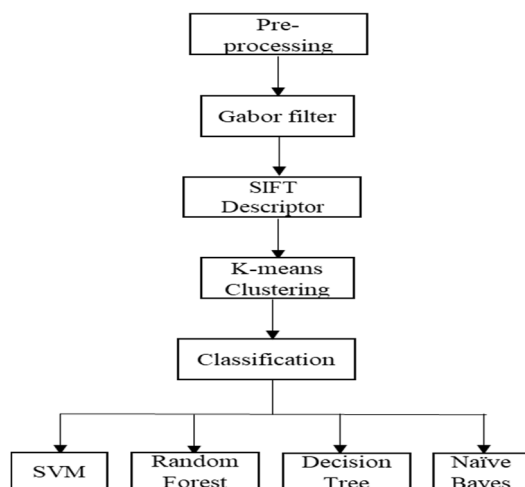 Pre-
processing
Gabor filter
SIFT
Descriptor
K-means
Clustering
Classification
SVM
Random
Forest
Decision
Tree
Naïve
Bayes